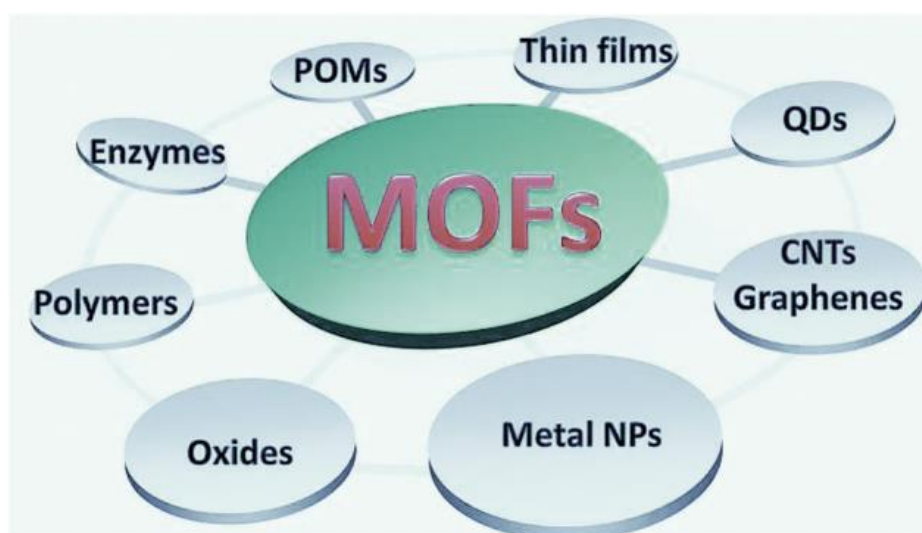 Thin films
POMs
QDs
Enzymes
MOFs
CNTs
Graphenes
Polymers
Metal NPs
Oxides